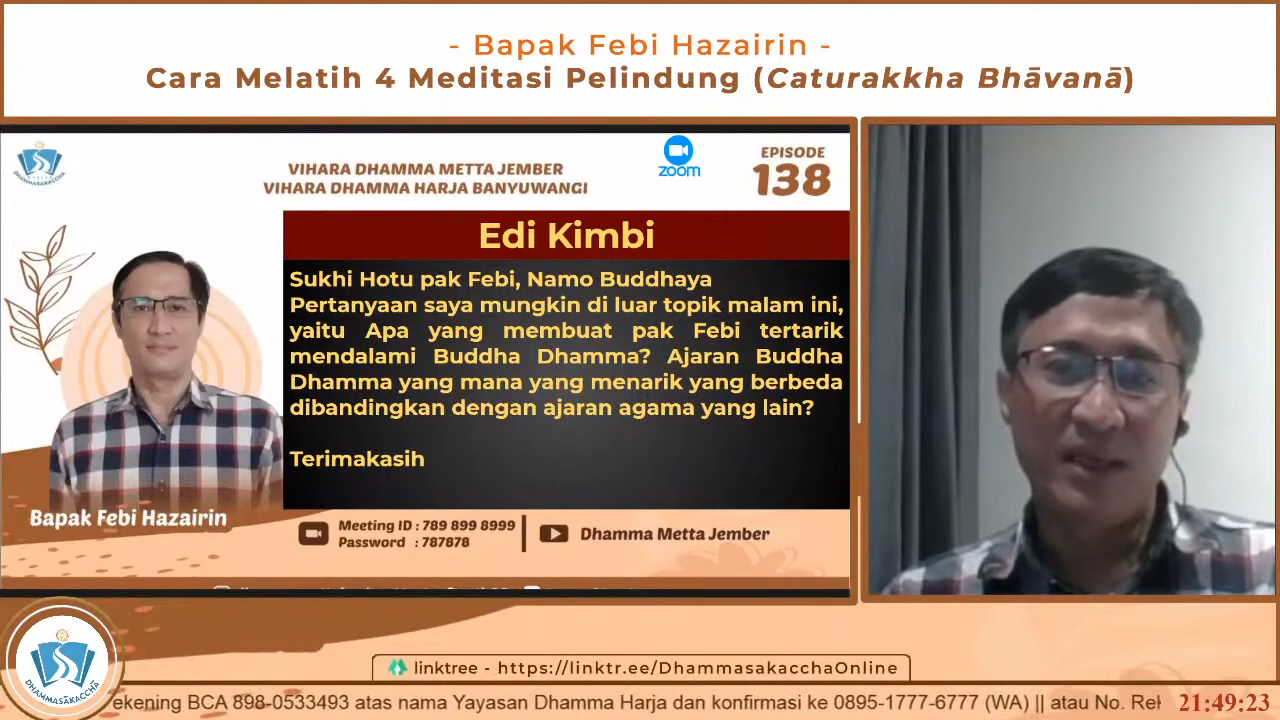 - Bapak Febi Hazairin -
Cara Melatih 4 Meditasi Pelindung (Caturakkha Bhāvanā)
DHAMMASAKACCHA
VIHARA DHAMMA METTA JEMBER
VIHARA DHAMMA HARJA BANYUWANGI
zoom
EPISODE
138
Edi Kimbi
Sukhi Hotu pak Febi, Namo Buddhaya
Pertanyaan saya mungkin di luar topik malam ini,
yaitu Apa yang membuat pak Febi tertarik
mendalami Buddha Dhamma? Ajaran Buddha
Dhamma yang mana yang menarik yang berbeda
dibandingkan dengan ajaran agama yang lain?
Terimakasih
Bapak Febi Hazairin
Meeting ID : 789 899 8999
Password : 787878
Dhamma Metta Jember
DHAMMASĀKACCHĀ
linktree - https://linktr.ee/DhammasakacchaOnline
ekening BCA 898-0533493 atas nama Yayasan Dhamma Harja dan konfirmasi ke 0895-1777-6777 (WA) || atau No. Rek
21:49:23